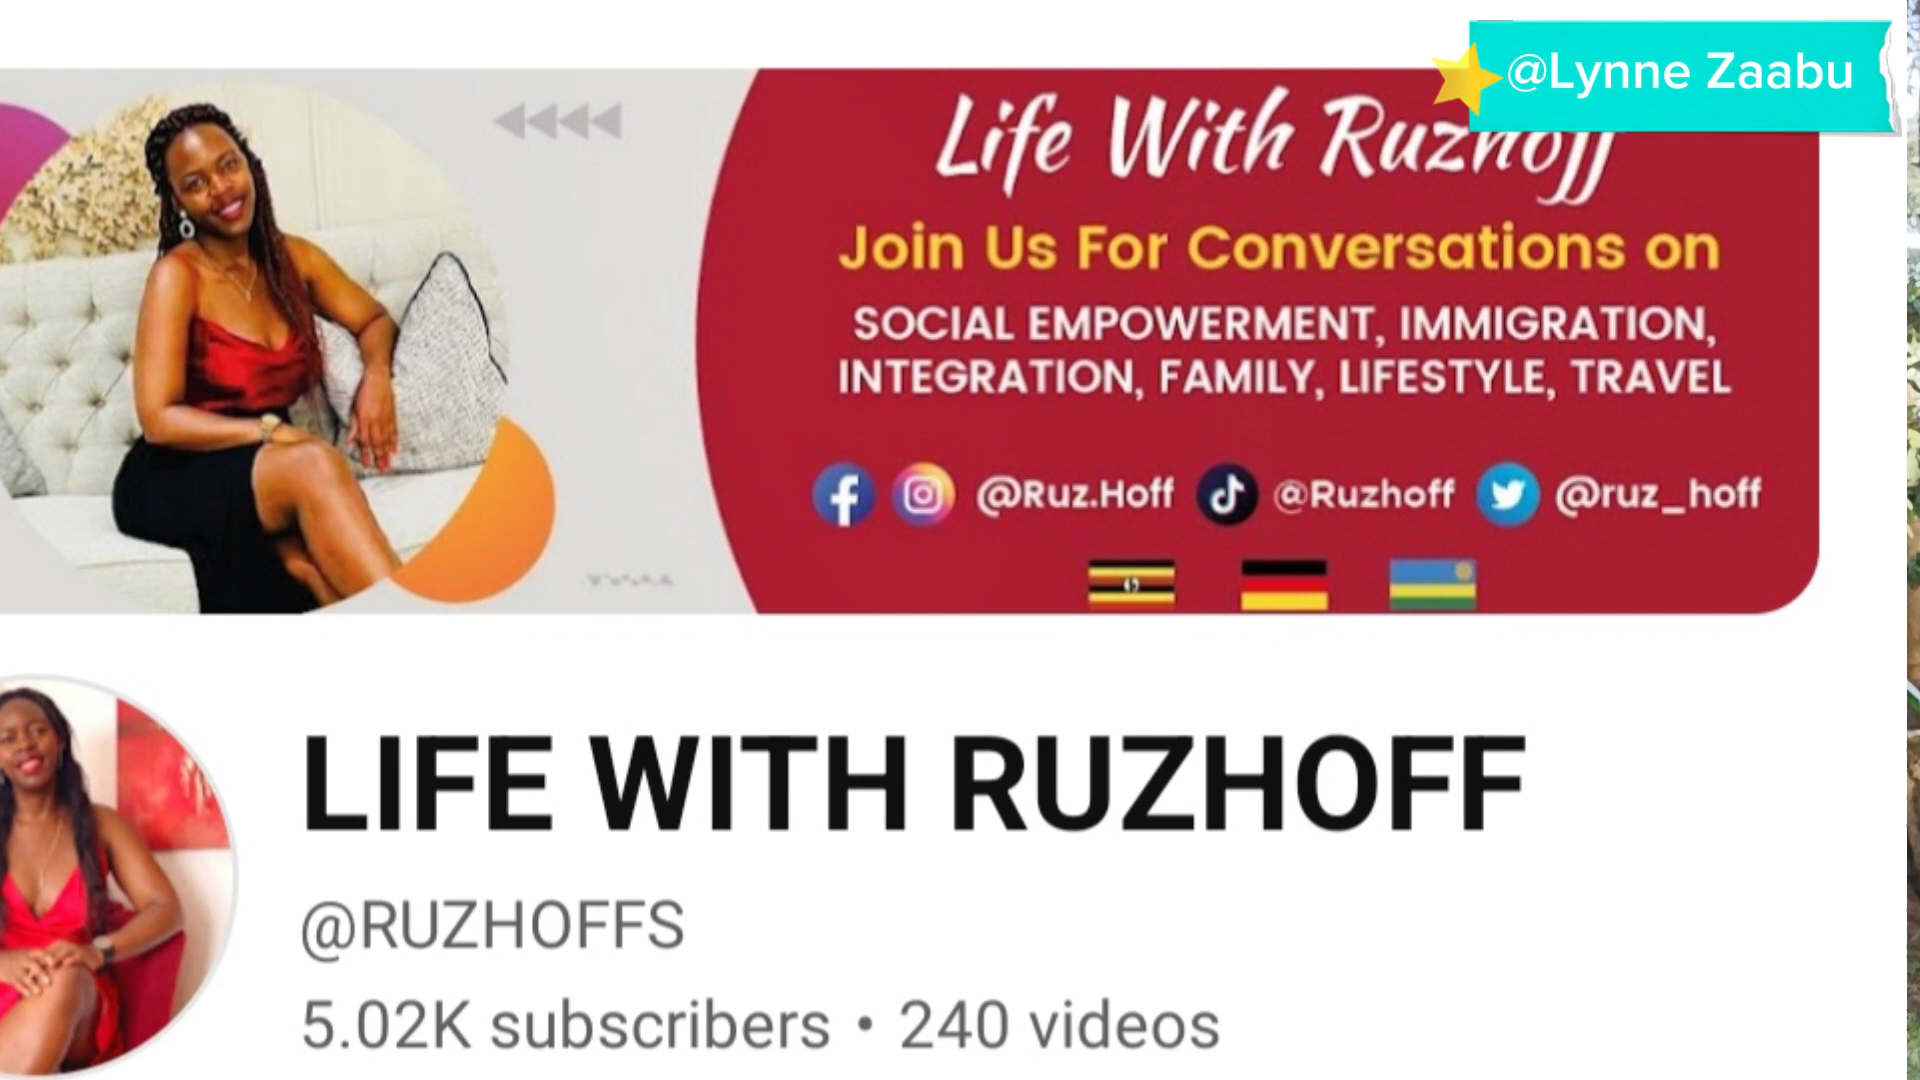 @Lynne Zaabu
Life With Ruzhoff
Join Us For Conversations on
SOCIAL EMPOWERMENT, IMMIGRATION,
INTEGRATION, FAMILY, LIFESTYLE, TRAVEL
@Ruz.Hoff @Ruzhoff @ruz_hoff
LIFE WITH RUZHOFF
@RUZHOFFS
5.02K subscribers • 240 videos